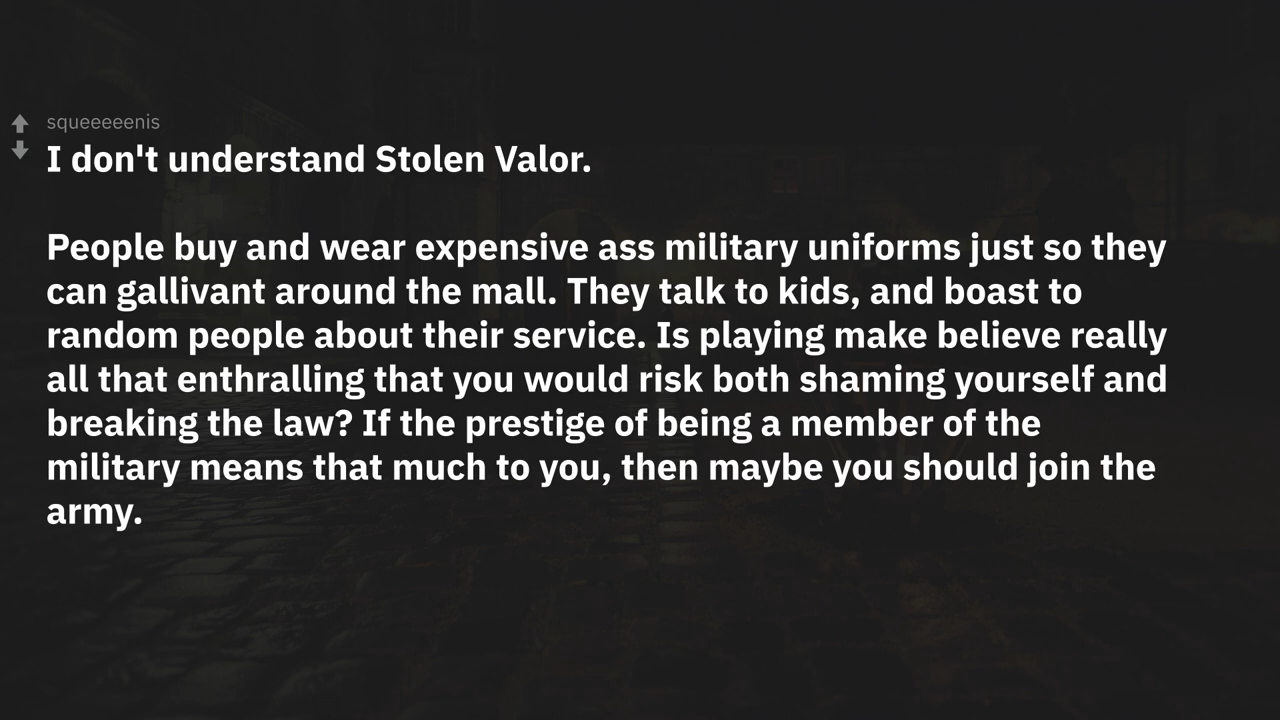 squeeeeenis
I don't understand Stolen Valor.
People buy and wear expensive ass military uniforms just so they
can gallivant around the mall. They talk to kids, and boast to
random people about their service. Is playing make believe really
all that enthralling that you would risk both shaming yourself and
breaking the law? If the prestige of being a member of the
military means that much to you, then maybe you should join the
army.